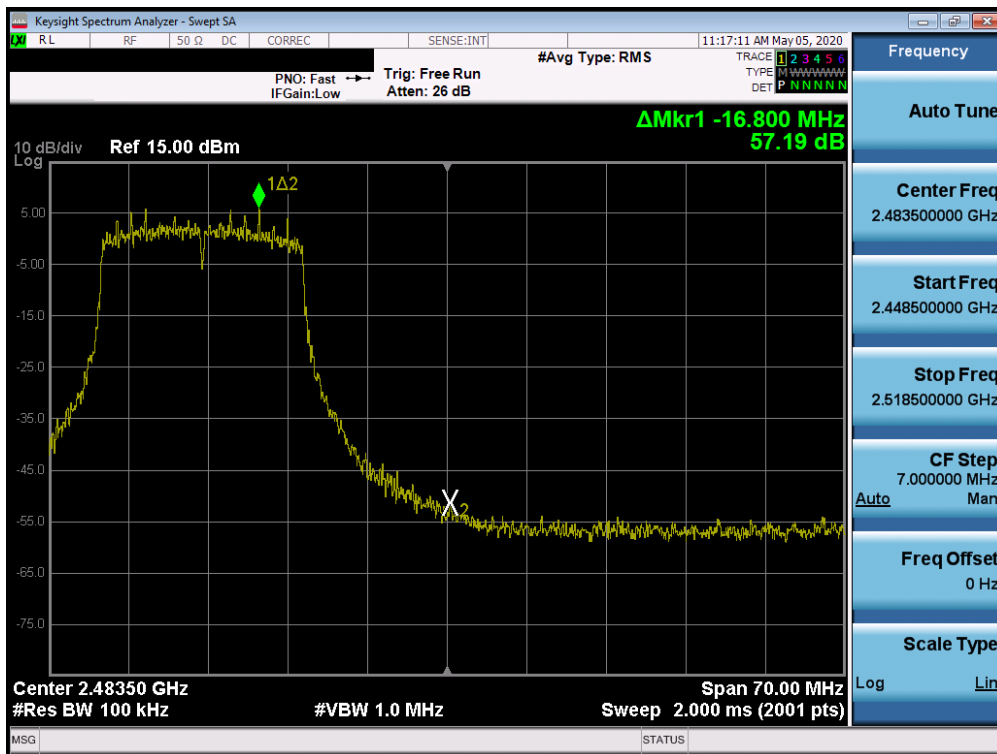 Keysight Spectrum Analyzer - Swept SA
LXI RL RF 50 Ω DC CORREC SENSE:INT 11:17:11 AM May 05, 2020
#Avg Type: RMS
TRACE 1 2 3 4 5 6
PNO: Fast Trig: Free Run TYPE M WWWWW
IFGain:Low Atten: 26 dB DET P N N N N N
ΔMkr1 -16.800 MHz
57.19 dB
10 dB/div Ref 15.00 dBm
Log
1Δ2
5.00
-5.00
-15.0
-25.0
-35.0
-45.0
X2
-55.0
-65.0
-75.0
Center 2.48350 GHz Span 70.00 MHz
#Res BW 100 kHz #VBW 1.0 MHz Sweep 2.000 ms (2001 pts)
MSG STATUS
Frequency
Auto Tune
Center Freq
2.483500000 GHz
Start Freq
2.448500000 GHz
Stop Freq
2.518500000 GHz
CF Step
7.000000 MHz
Auto Man
Freq Offset
0 Hz
Scale Type
Log Lin